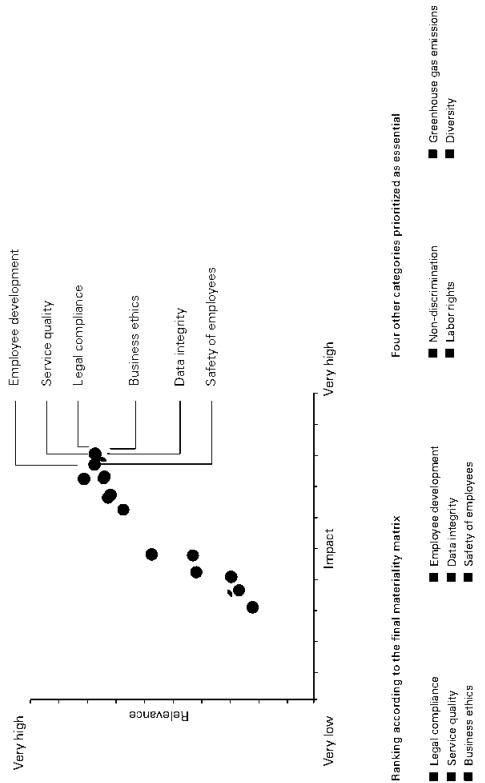 Very high
Relevance
Very low
Impact
Very high
Employee development
Service quality
Legal compliance
Business ethics
Data integrity
Safety of employees
Ranking according to the final materiality matrix
Legal compliance
Service quality
Business ethics
Employee development
Data integrity
Safety of employees
Four other categories prioritized as essential
Non-discrimination
Labor rights
Greenhouse gas emissions
Diversity